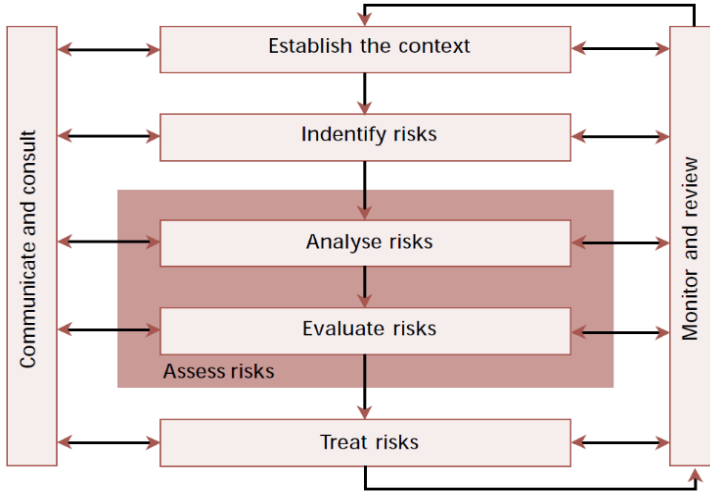 Establish the context
Indentify risks
Analyse risks
Evaluate risks
Assess risks
Treat risks
Communicate and consult
Monitor and review